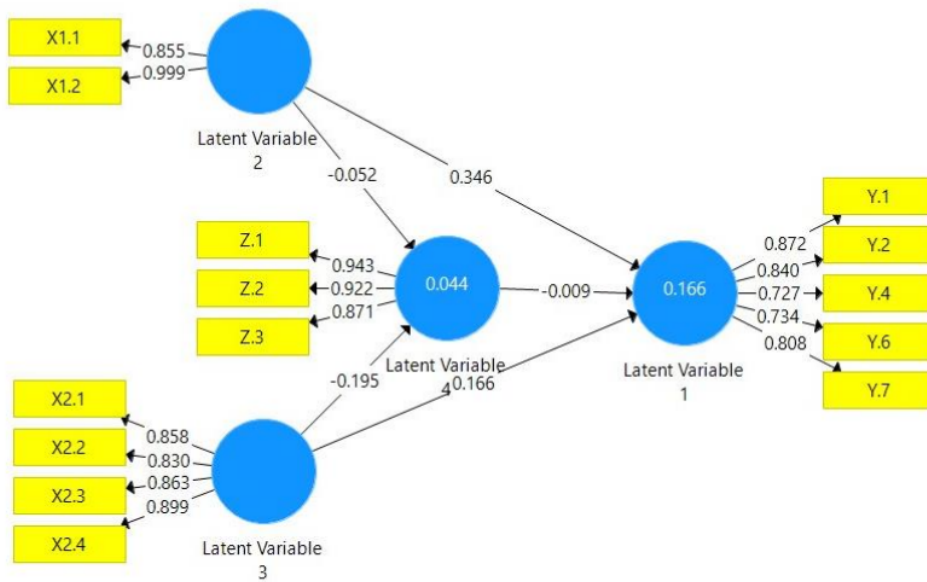 X1.1
0.855
X1.2
0.999
Latent Variable
2
-0.052
0.346
Z.1
0.943
Z.2
0.922
Z.3
0.871
0.044
Latent Variable
4
-0.009
0.166
Latent Variable
1
Y.1
0.872
Y.2
0.840
Y.4
0.727
Y.6
0.734
Y.7
0.808
-0.195
0.166
X2.1
0.858
X2.2
0.830
X2.3
0.863
X2.4
0.899
Latent Variable
3